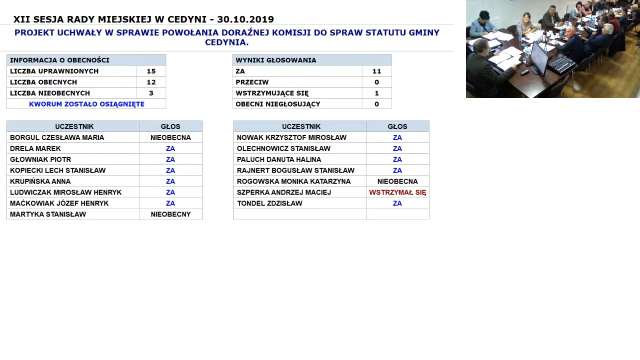 XII SESJA RADY MIEJSKIEJ W CEDYNI - 30.10.2019
PROJEKT UCHWAŁY W SPRAWIE POWOŁANIA DORAŹNEJ KOMISJI DO SPRAW STATUTU GMINY
CEDYNIA.
INFORMACJA O OBECNOŚCI
LICZBA UPRAWNIONYCH 15
LICZBA OBECNYCH 12
LICZBA NIEOBECNYCH 3
KWORUM ZOSTAŁO OSIĄGNIĘTE
WYNIKI GŁOSOWANIA
ZA 11
PRZECIW 0
WSTRZYMUJĄCE SIĘ 1
OBECNI NIEGŁOSUJĄCY 0
UCZESTNIK GŁOS
BORGUL CZESŁAWA MARIA NIEOBECNA
DRELA MAREK ZA
GŁOWNIAK PIOTR ZA
KOPIECKI LECH STANISŁAW ZA
KRUPIŃSKA ANNA ZA
LUDWICZAK MIROSŁAW HENRYK ZA
MAĆKOWIAK JÓZEF HENRYK ZA
MARTYKA STANISŁAW NIEOBECNY
UCZESTNIK GŁOS
NOWAK KRZYSZTOF MIROSŁAW ZA
OLECHNOWICZ STANISŁAW ZA
PALUCH DANUTA HALINA ZA
RAJNERT BOGUSŁAW STANISŁAW ZA
ROGOWSKA MONIKA KATARZYNA NIEOBECNA
SZPERKA ANDRZEJ MACIEJ WSTRZYMAŁ SIĘ
TONDEL ZDZISŁAW ZA